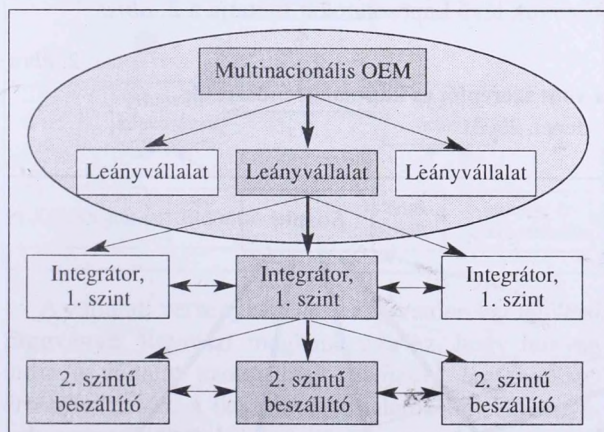 Multinacionális OEM
Leányvállalat
Leányvállalat
Leányvállalat
Integrátor,
1. szint
Integrátor,
1. szint
Integrátor,
1. szint
2. szintű
beszállító
2. szintű
beszállító
2. szintű
beszállító